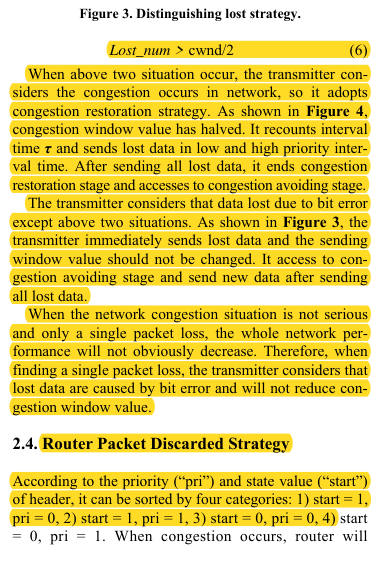 Figure 3. Distinguishing lost strategy.
Lost_num > cwnd/2 (6)
When above two situation occur, the transmitter con-
siders the congestion occurs in network, so it adopts
congestion restoration strategy. As shown in Figure 4,
congestion window value has halved. It recounts interval
time τ and sends lost data in low and high priority inter-
val time. After sending all lost data, it ends congestion
restoration stage and accesses to congestion avoiding stage.
The transmitter considers that data lost due to bit error
except above two situations. As shown in Figure 3, the
transmitter immediately sends lost data and the sending
window value should not be changed. It access to con-
gestion avoiding stage and send new data after sending
all lost data.
When the network congestion situation is not serious
and only a single packet loss, the whole network per-
formance will not obviously decrease. Therefore, when
finding a single packet loss, the transmitter considers that
lost data are caused by bit error and will not reduce con-
gestion window value.
2.4. Router Packet Discarded Strategy
According to the priority (“pri”) and state value (“start”)
of header, it can be sorted by four categories: 1) start = 1,
pri = 0, 2) start = 1, pri = 1, 3) start = 0, pri = 0, 4) start
= 0, pri = 1. When congestion occurs, router will